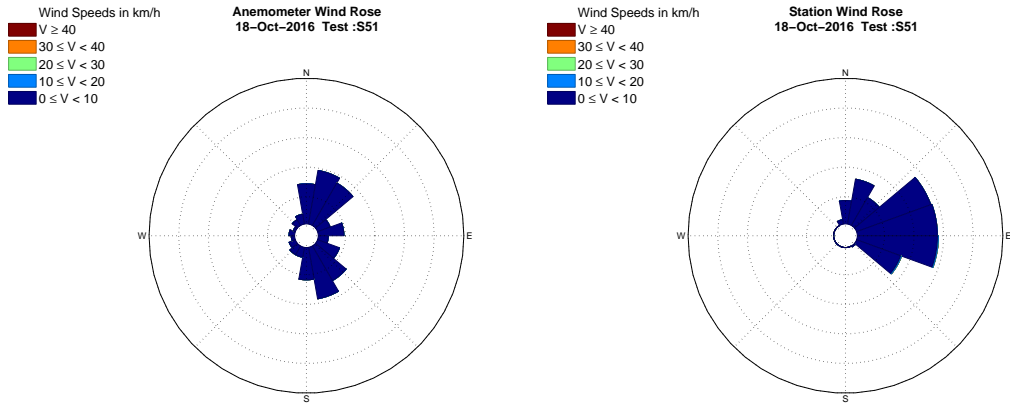 Wind Speeds in km/h
V ≥ 40
30 ≤ V < 40
20 ≤ V < 30
10 ≤ V < 20
0 ≤ V < 10
Anemometer Wind Rose
18−Oct−2016 Test :S51
N
W
E
S
Wind Speeds in km/h
V ≥ 40
30 ≤ V < 40
20 ≤ V < 30
10 ≤ V < 20
0 ≤ V < 10
Station Wind Rose
18−Oct−2016 Test :S51
N
W
E
S